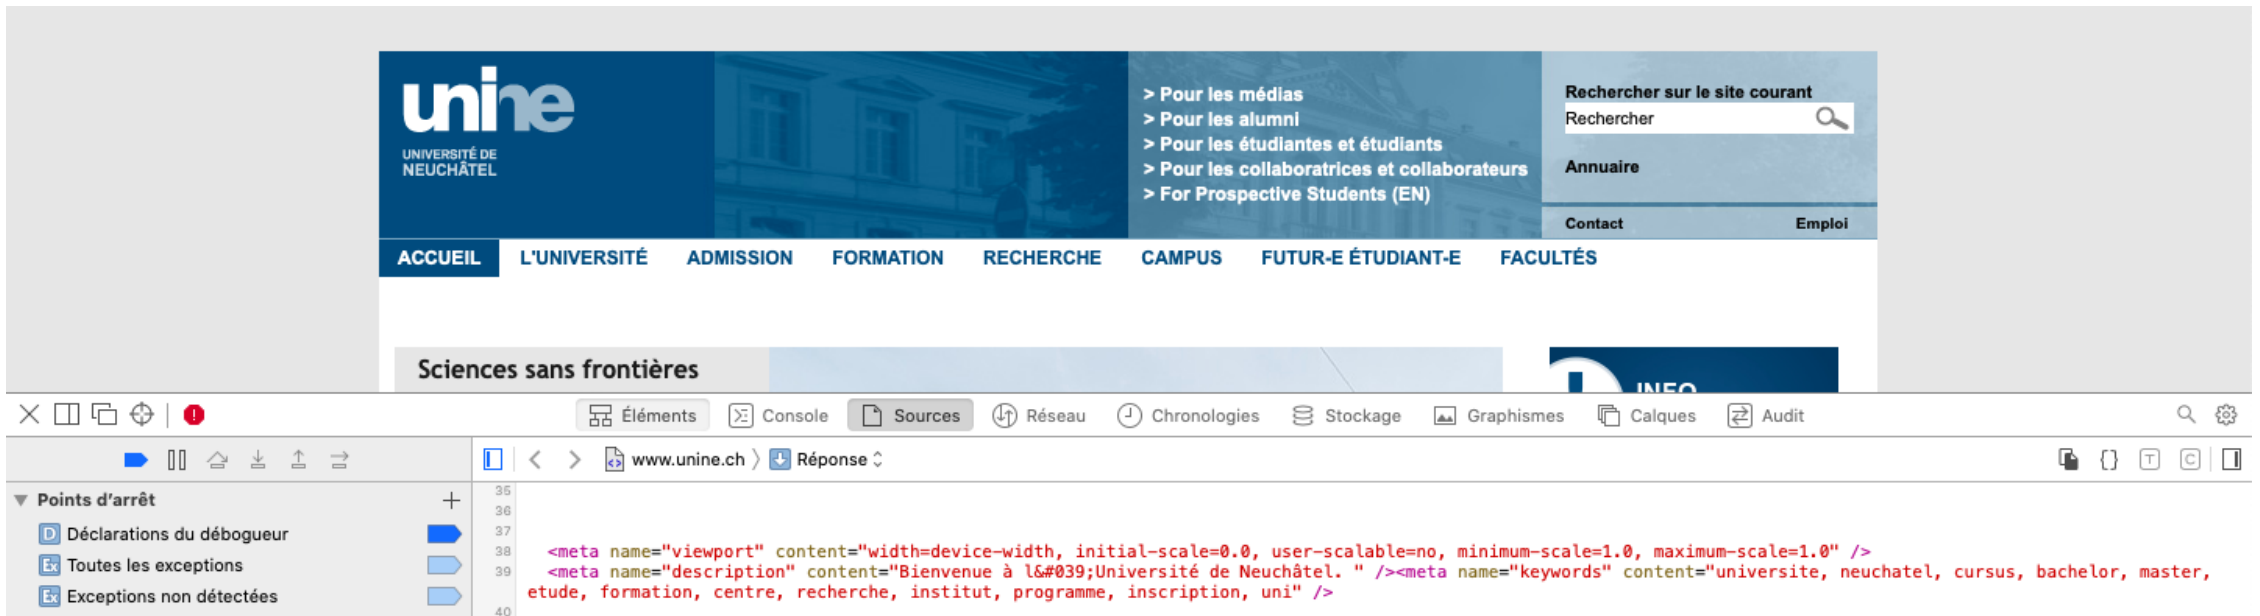 unine
UNIVERSITÉ DE
NEUCHÂTEL
> Pour les médias
> Pour les alumni
> Pour les étudiantes et étudiants
> Pour les collaboratrices et collaborateurs
> For Prospective Students (EN)
Rechercher sur le site courant
Rechercher
Annuaire
Contact Emploi
ACCUEIL L'UNIVERSITÉ ADMISSION FORMATION RECHERCHE CAMPUS FUTUR-E ÉTUDIANT-E FACULTÉS
Sciences sans frontières
INFO
Éléments Console Sources Réseau Chronologies Stockage Graphismes Calques Audit
www.unine.ch Réponse
T C
Points d'arrêt
D Déclarations du débogueur
Ex Toutes les exceptions
Ex Exceptions non détectées
35
36
37
38 <meta name="viewport" content="width=device-width, initial-scale=0.0, user-scalable=no, minimum-scale=1.0, maximum-scale=1.0" />
39 <meta name="description" content="Bienvenue à l&#039;Université de Neuchâtel. " /><meta name="keywords" content="universite, neuchatel, cursus, bachelor, master,
etude, formation, centre, recherche, institut, programme, inscription, uni" />
40